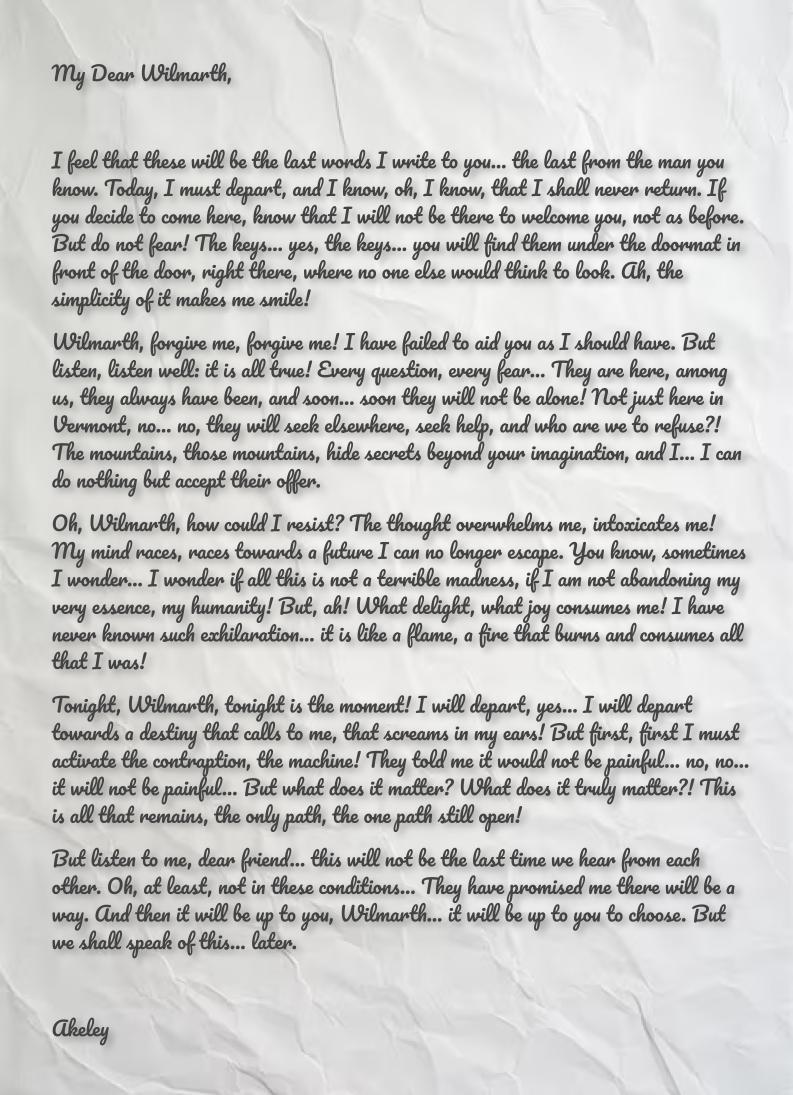 My Dear Wilmarth,
I feel that these will be the last words I write to you... the last from the man you
know. Today, I must depart, and I know, oh, I know, that I shall never return. If
you decide to come here, know that I will not be there to welcome you, not as before.
But do not fear! The keys... yes, the keys... you will find them under the doormat in
front of the door, right there, where no one else would think to look. Ah, the
simplicity of it makes me smile!
Wilmarth, forgive me, forgive me! I have failed to aid you as I should have. But
listen, listen well: it is all true! Every question, every fear... They are here, among
us, they always have been, and soon... soon they will not be alone! Not just here in
Vermont, no... no, they will seek elsewhere, seek help, and who are we to refuse?!
The mountains, those mountains, hide secrets beyond your imagination, and I... I can
do nothing but accept their offer.
Oh, Wilmarth, how could I resist? The thought overwhelms me, intoxicates me!
My mind races, races towards a future I can no longer escape. You know, sometimes
I wonder... I wonder if all this is not a terrible madness, if I am not abandoning my
very essence, my humanity! But, ah! What delight, what joy consumes me! I have
never known such exhilaration... it is like a flame, a fire that burns and consumes all
that I was!
Tonight, Wilmarth, tonight is the moment! I will depart, yes... I will depart
towards a destiny that calls to me, that screams in my ears! But first, first I must
activate the contraption, the machine! They told me it would not be painful... no, no...
it will not be painful... But what does it matter? What does it truly matter?! This
is all that remains, the only path, the one path still open!
But listen to me, dear friend... this will not be the last time we hear from each
other. Oh, at least, not in these conditions... They have promised me there will be a
way. And then it will be up to you, Wilmarth... it will be up to you to choose. But
we shall speak of this... later.
Akeley